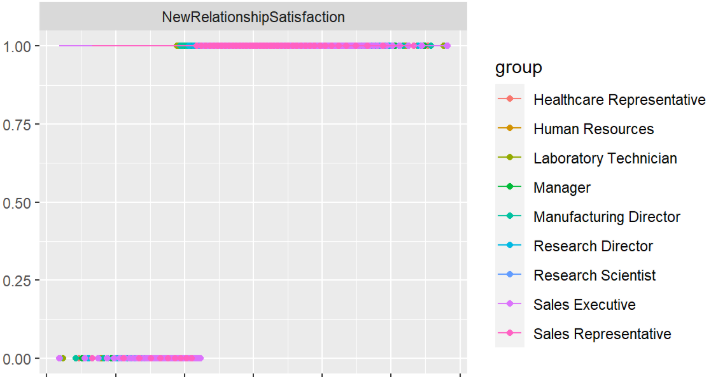 NewRelationshipSatisfaction
1.00
0.75
0.50
0.25
0.00
group
Healthcare Representative
Human Resources
Laboratory Technician
Manager
Manufacturing Director
Research Director
Research Scientist
Sales Executive
Sales Representative